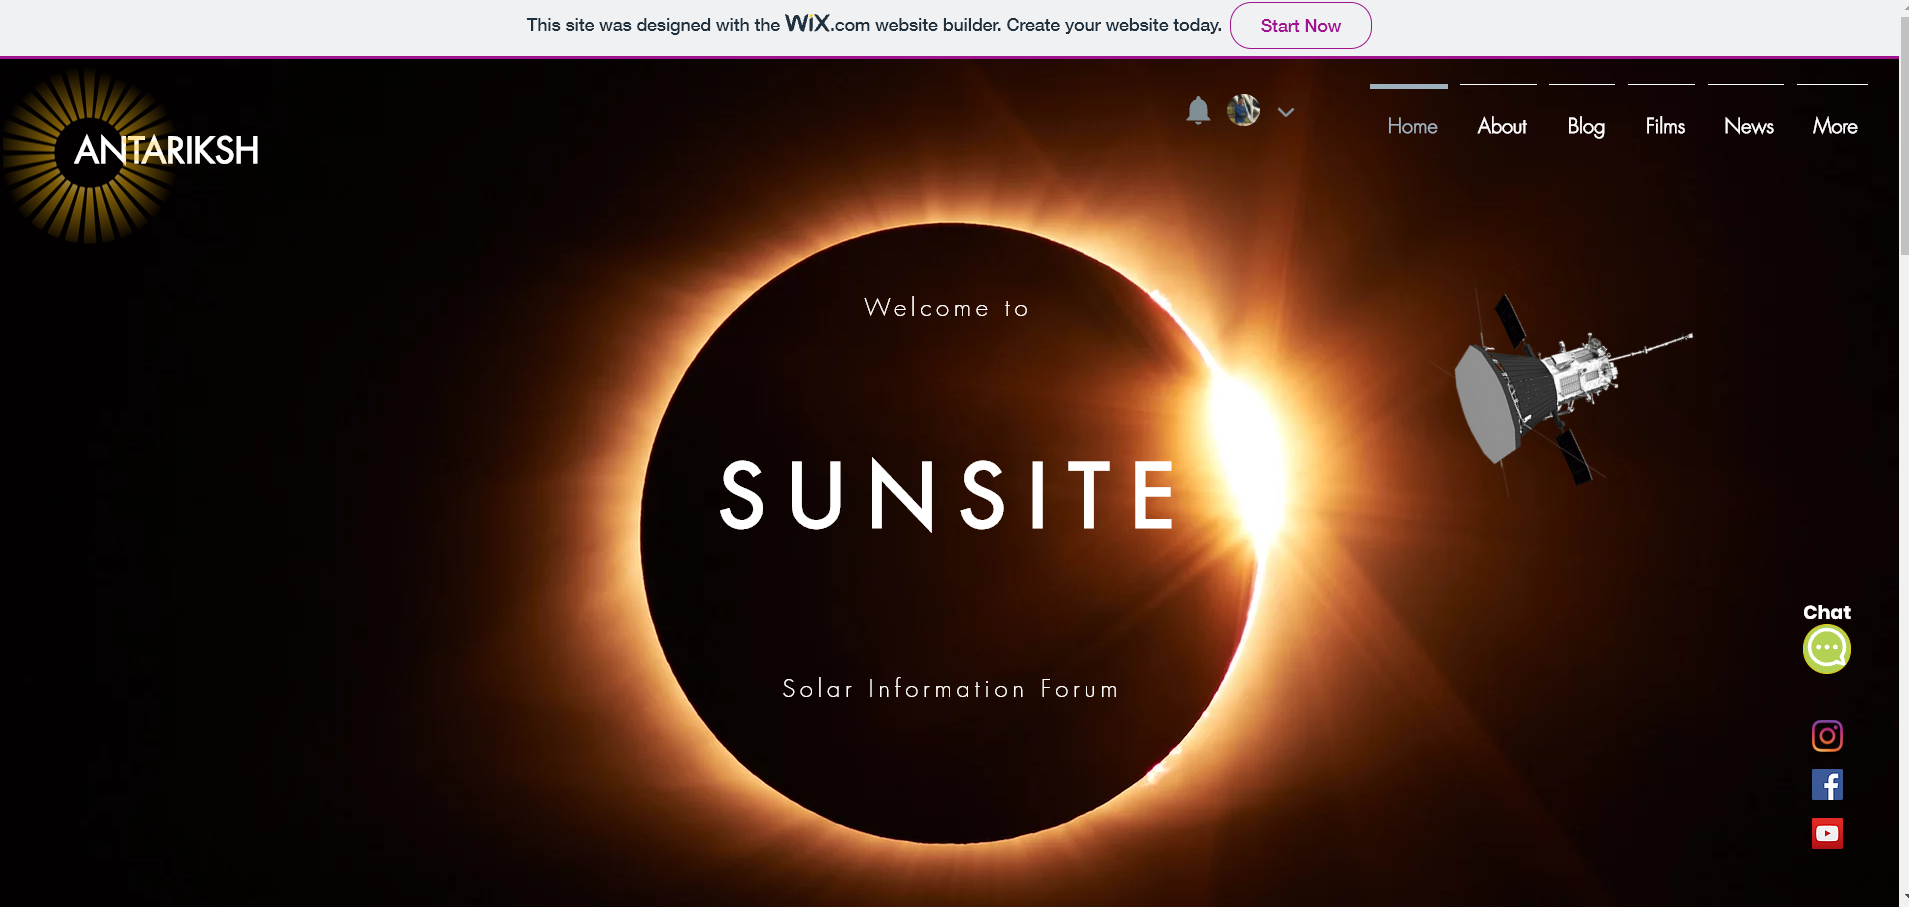 This site was designed with the WiX.com website builder. Create your website today.
Start Now
ANTARIKSH
Home
About
Blog
Films
News
More
Welcome to
SUNSITE
Solar Information Forum
Chat